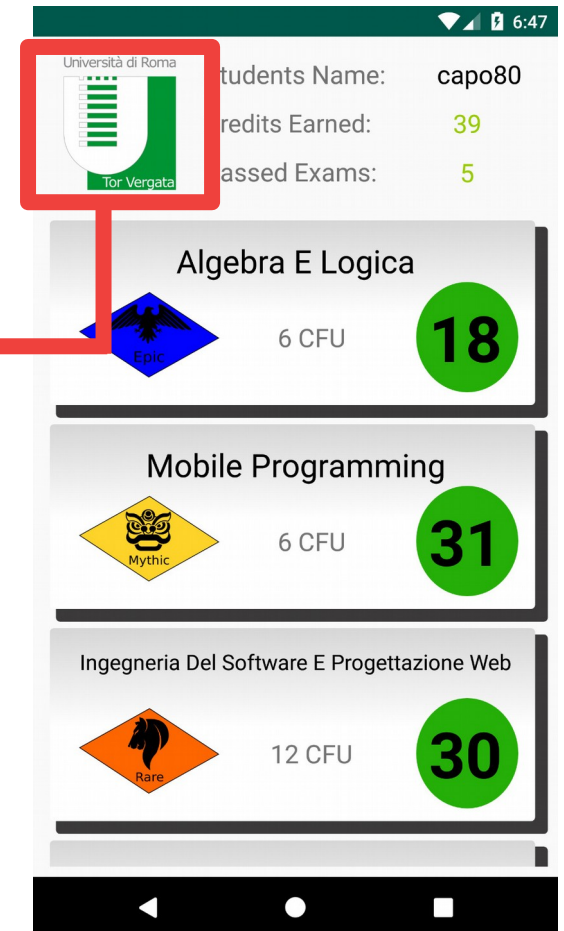 6:47
Università di Roma
Tor Vergata
tudents Name: capo80
redits Earned: 39
assed Exams: 5
Algebra E Logica
Epic
6 CFU
18
Mobile Programming
Mythic
6 CFU
31
Ingegneria Del Software E Progettazione Web
Rare
12 CFU
30